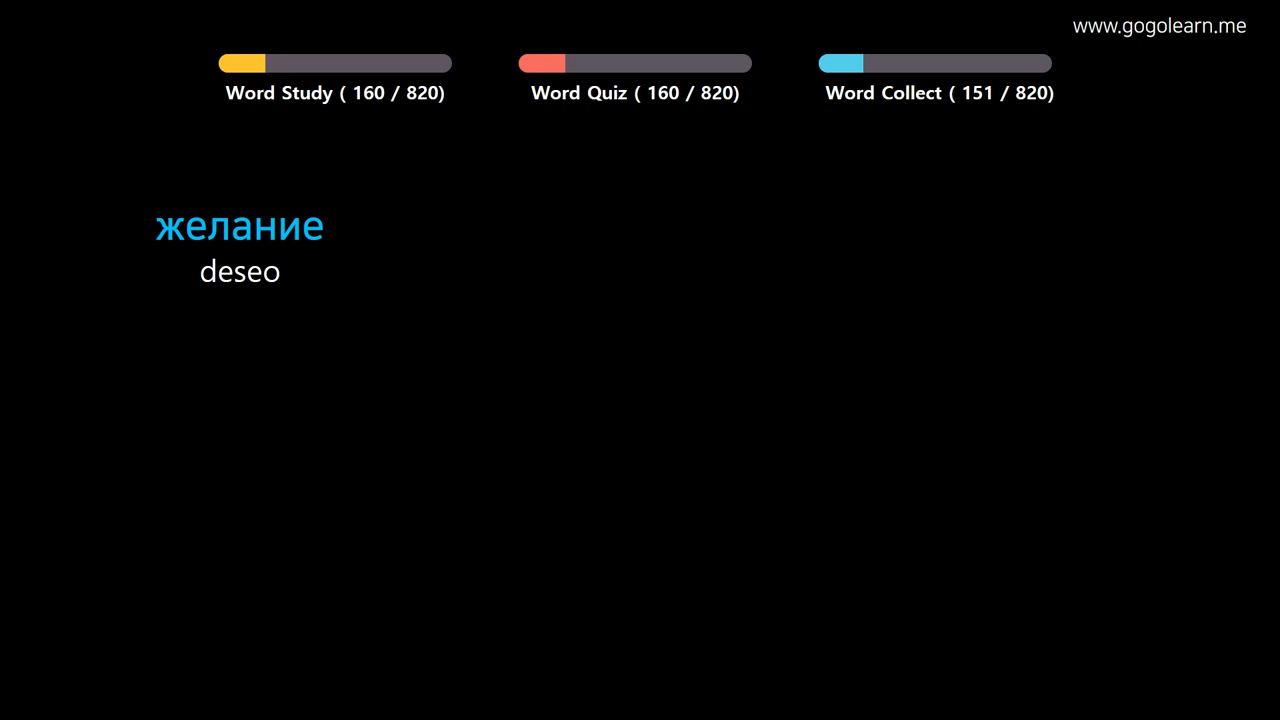 www.gogolearn.me
Word Study ( 160 / 820)
Word Quiz ( 160 / 820)
Word Collect ( 151 / 820)
желание
deseo